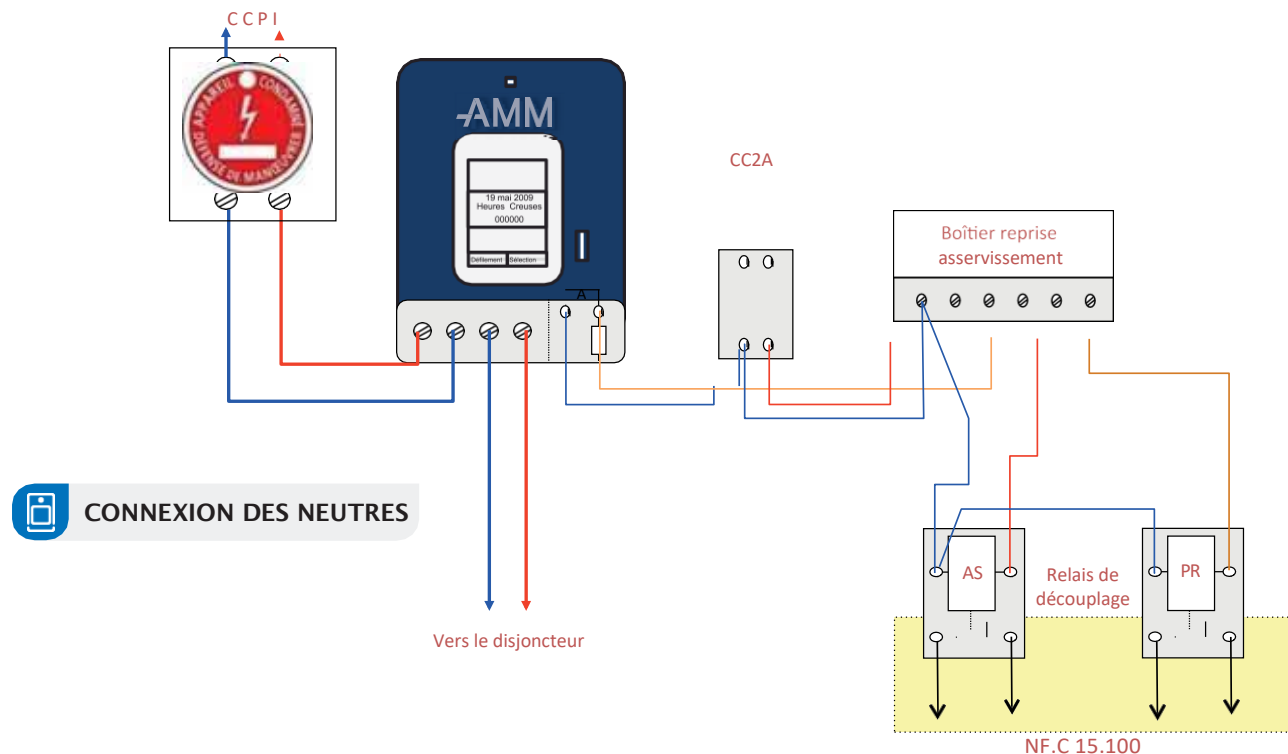 C C P I
APPAREIL CONDAMNÉ
DÉFENSE DE MANŒUVRER
AMM
19 mai 2009
Heures Creuses
000000
Défilement Sélection
A
CC2A
Boîtier reprise
asservissement
CONNEXION DES NEUTRES
AS
Relais de
découplage
PR
Vers le disjoncteur
NF.C 15.100